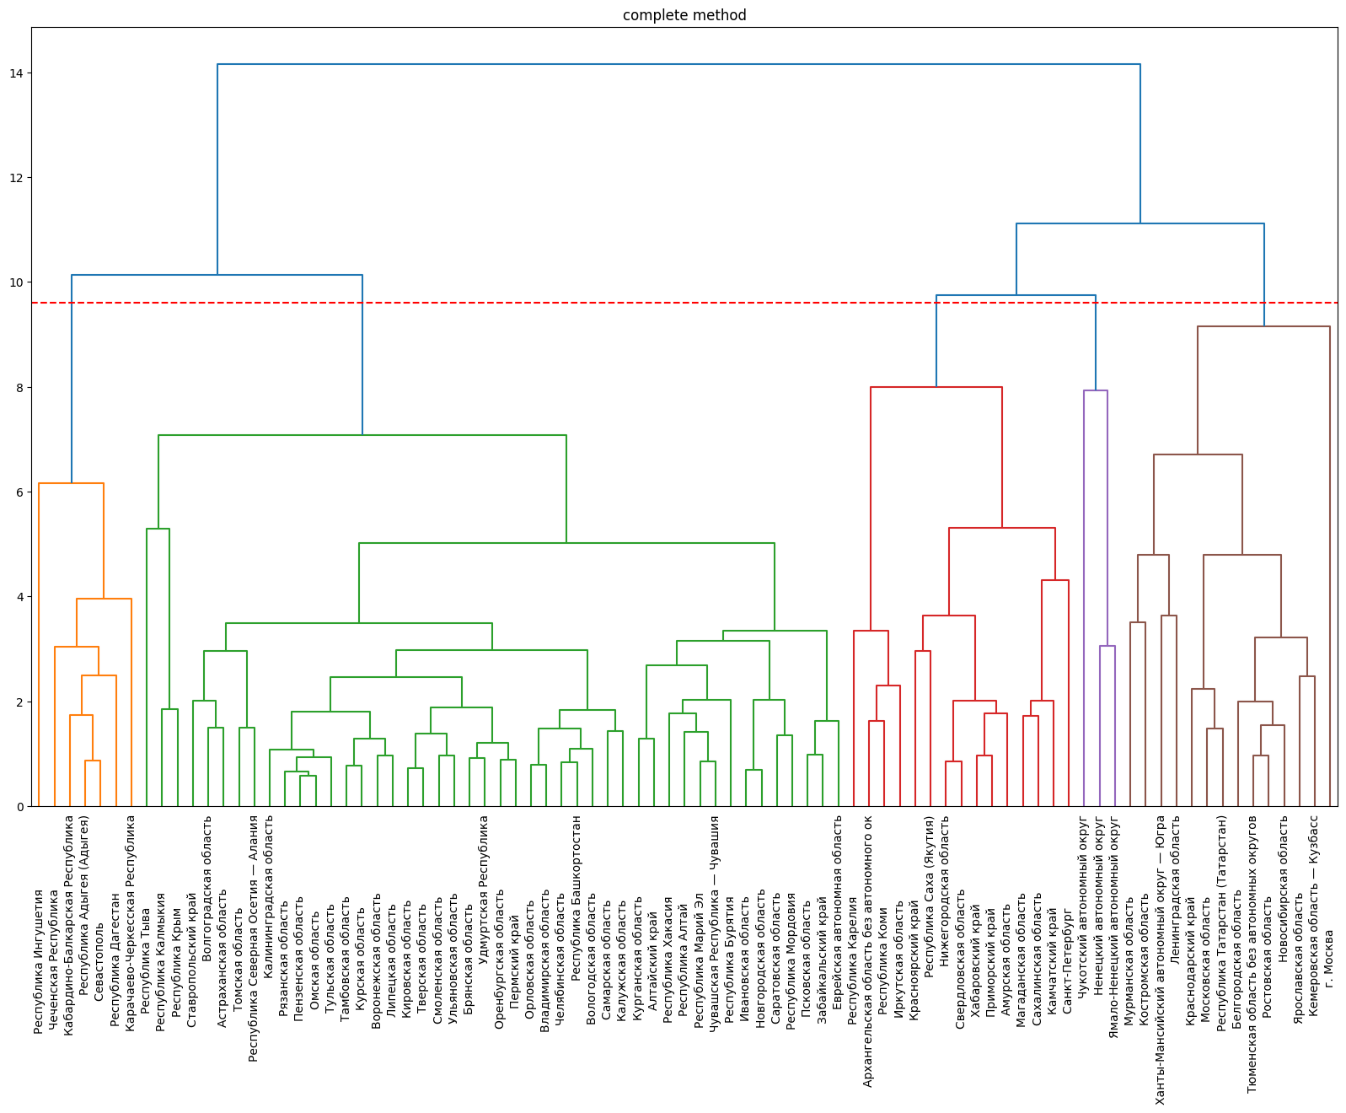 complete method
14
12
10
8
6
4
2
0
Республика Ингушетия
Чеченская Республика
Кабардино-Балкарская Республика
Республика Адыгея (Адыгея)
Севастополь
Республика Дагестан
Карачаево-Черкесская Республика
Республика Тыва
Республика Калмыкия
Республика Крым
Ставропольский край
Волгоградская область
Астраханская область
Томская область
Республика Северная Осетия — Алания
Калининградская область
Рязанская область
Пензенская область
Омская область
Тульская область
Тамбовская область
Курская область
Воронежская область
Липецкая область
Кировская область
Тверская область
Смоленская область
Ульяновская область
Брянская область
Удмуртская Республика
Оренбургская область
Пермский край
Орловская область
Владимирская область
Челябинская область
Республика Башкортостан
Вологодская область
Самарская область
Калужская область
Курганская область
Алтайский край
Республика Хакасия
Республика Алтай
Республика Марий Эл
Чувашская Республика — Чувашия
Республика Бурятия
Ивановская область
Новгородская область
Саратовская область
Республика Мордовия
Псковская область
Забайкальский край
Еврейская автономная область
Республика Карелия
Архангельская область без автономного ок
Республика Коми
Иркутская область
Красноярский край
Республика Саха (Якутия)
Нижегородская область
Свердловская область
Хабаровский край
Приморский край
Амурская область
Магаданская область
Сахалинская область
Камчатский край
Санкт-Петербург
Чукотский автономный округ
Ненецкий автономный округ
Ямало-Ненецкий автономный округ
Мурманская область
Костромская область
Ханты-Мансийский автономный округ — Югра
Ленинградская область
Краснодарский край
Московская область
Республика Татарстан (Татарстан)
Белгородская область
Тюменская область без автономных округов
Ростовская область
Новосибирская область
Ярославская область
Кемеровская область — Кузбасс
г. Москва